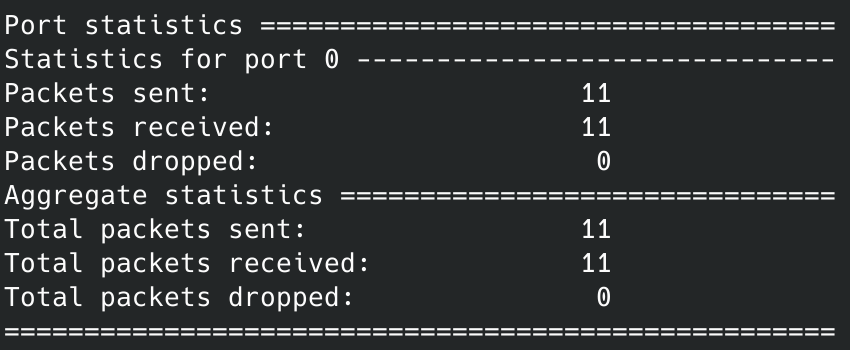 Port statistics ====================================
Statistics for port 0 ------------------------------
Packets sent:                       11
Packets received:                   11
Packets dropped:                     0
Aggregate statistics ===============================
Total packets sent:                 11
Total packets received:             11
Total packets dropped:               0
====================================================